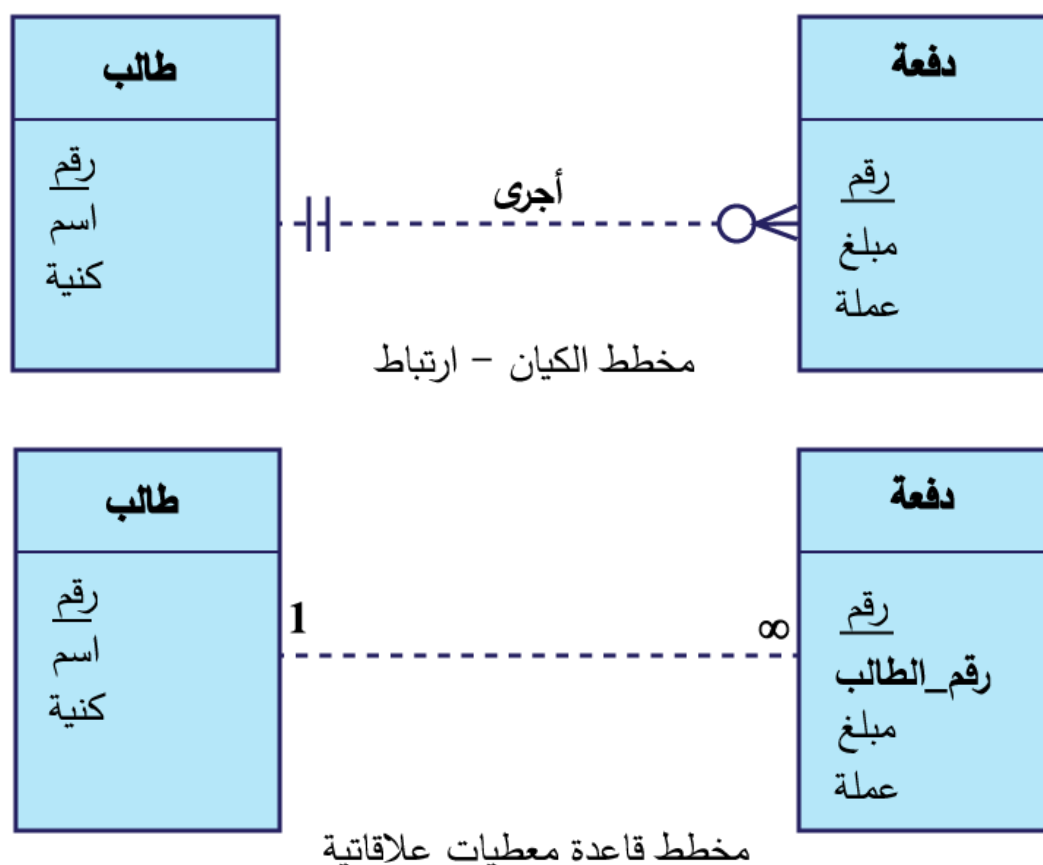 طالب
رقم
اسم
كنية
أجرى
دفعة
رقم
مبلغ
عملة
مخطط الكيان – ارتباط
طالب
رقم
اسم
كنية
1
∞
دفعة
رقم
رقم_الطالب
مبلغ
عملة
مخطط قاعدة معطيات علاقاتية